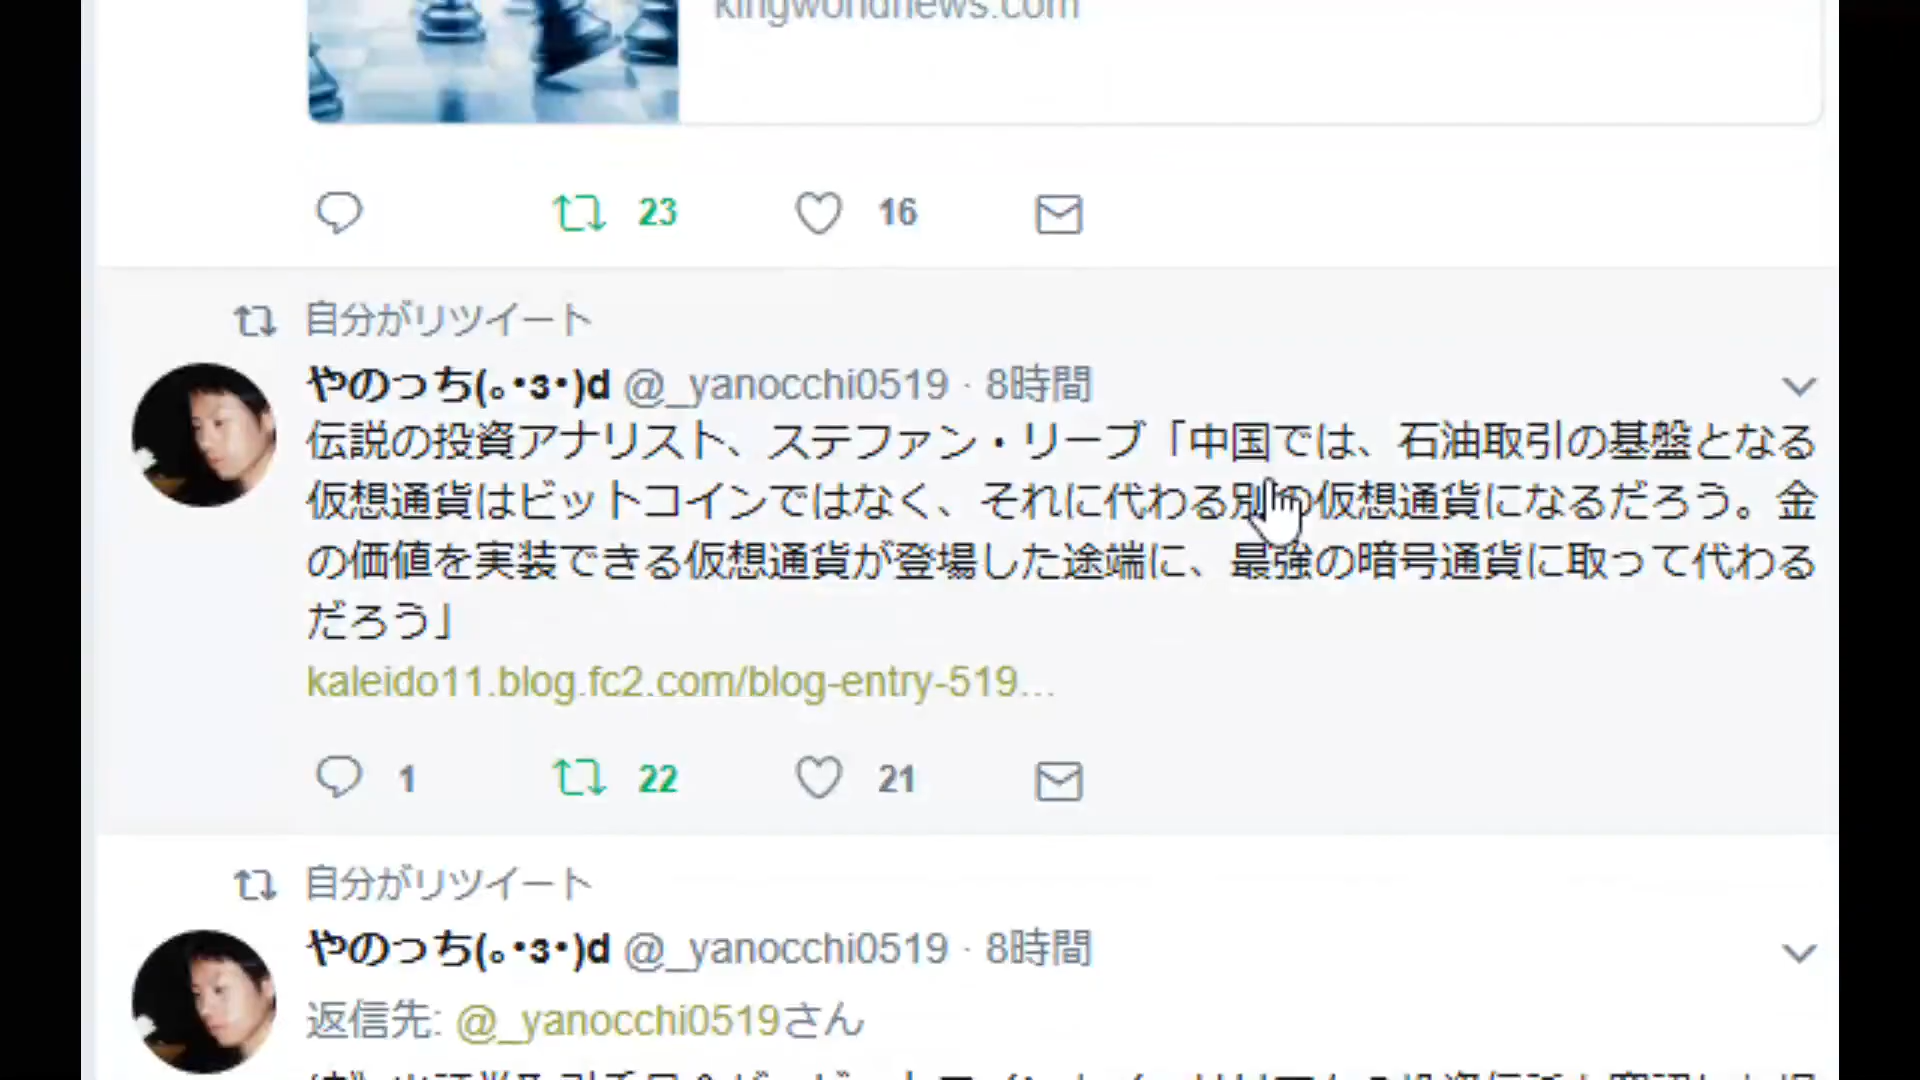 kingworldnews.com
23 16
自分がリツイート
やのっち(｡･з･)d @_yanocchi0519 · 8時間
伝説の投資アナリスト、ステファン・リーブ「中国では、石油取引の基盤となる
仮想通貨はビットコインではなく、それに代わる別の仮想通貨になるだろう。金
の価値を実装できる仮想通貨が登場した途端に、最強の暗号通貨に取って代わる
だろう」
kaleido11.blog.fc2.com/blog-entry-519…
1 22 21
自分がリツイート
やのっち(｡･з･)d @_yanocchi0519 · 8時間
返信先: @_yanocchi0519さん